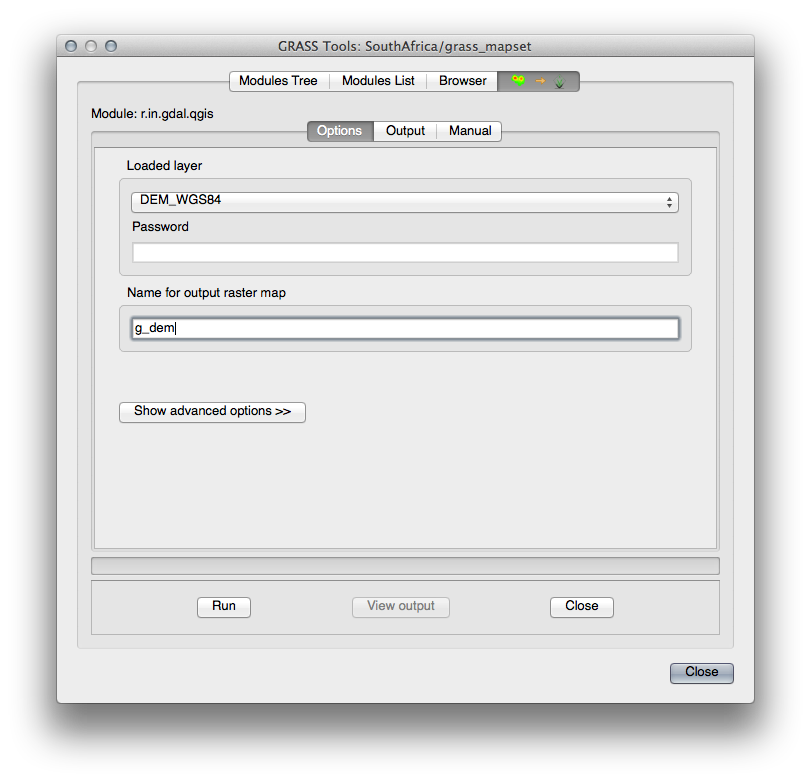 GRASS Tools: SouthAfrica/grass_mapset
Modules Tree Modules List Browser
Module: r.in.gdal.qgis
Options Output Manual
Loaded layer
DEM_WGS84
Password
Name for output raster map
g_dem
Show advanced options >>
Run View output Close
Close